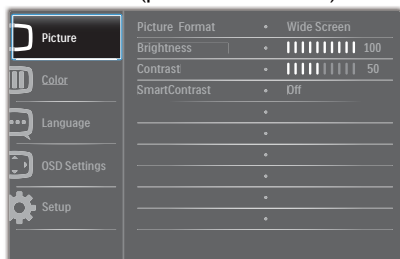 Picture
Color
Language
OSD Settings
Setup
Picture Format • Wide Screen
Brightness • 100
Contrast • 50
SmartContrast • Off
•
•
•
•
•
•